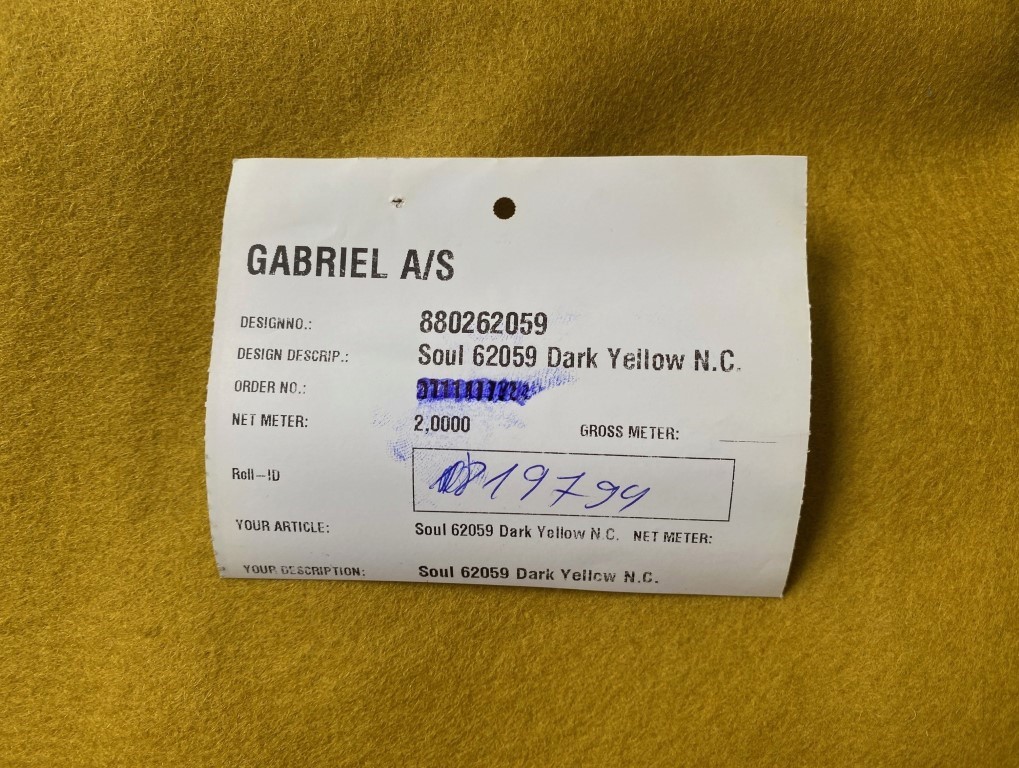 GABRIEL A/S
DESIGNNO.: 880262059
DESIGN DESCRIP.: Soul 62059 Dark Yellow N.C.
ORDER NO.:
NET METER: 2,0000 GROSS METER:
Roll-ID 819799
YOUR ARTICLE: Soul 62059 Dark Yellow N.C. NET METER:
YOUR DESCRIPTION: Soul 62059 Dark Yellow N.C.